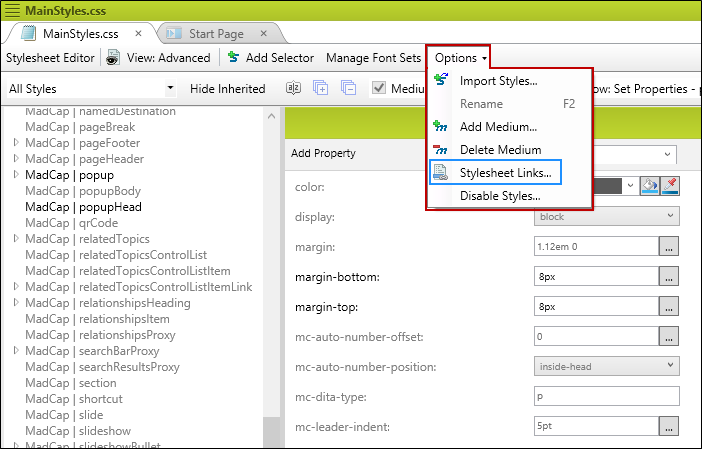 MainStyles.css
MainStyles.css × Start Page ×
Stylesheet Editor View: Advanced Add Selector Manage Font Sets Options
All Styles Hide Inherited ow: Set Properties -
Import Styles...
Rename F2
Add Medium...
Delete Medium
Stylesheet Links...
Disable Styles...
MadCap | namedDestination
MadCap | pageBreak
MadCap | pageFooter
MadCap | pageHeader
MadCap | popup
MadCap | popupBody
MadCap | popupHead
MadCap | qrCode
MadCap | relatedTopics
MadCap | relatedTopicsControlList
MadCap | relatedTopicsControlListItem
MadCap | relatedTopicsControlListItemLink
MadCap | relationshipsHeading
MadCap | relationshipsItem
MadCap | relationshipsProxy
MadCap | searchBarProxy
MadCap | searchResultsProxy
MadCap | section
MadCap | shortcut
MadCap | slide
MadCap | slideshow
MadCap | slideshowBullet
Add Property
color:
display: block
margin: 1.12em 0 ...
margin-bottom: 8px ...
margin-top: 8px ...
mc-auto-number-offset: 0 ...
mc-auto-number-position: inside-head
mc-dita-type: p
mc-leader-indent: 5pt ...